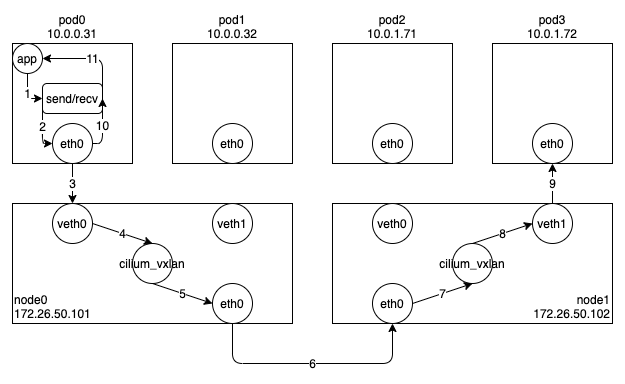 pod0
10.0.0.31
pod1
10.0.0.32
pod2
10.0.1.71
pod3
10.0.1.72
app
11
1
send/recv
2
10
eth0
eth0
eth0
eth0
3
9
veth0
veth1
veth0
veth1
4
8
cilium_vxlan
cilium_vxlan
5
7
eth0
eth0
node0
172.26.50.101
node1
172.26.50.102
6